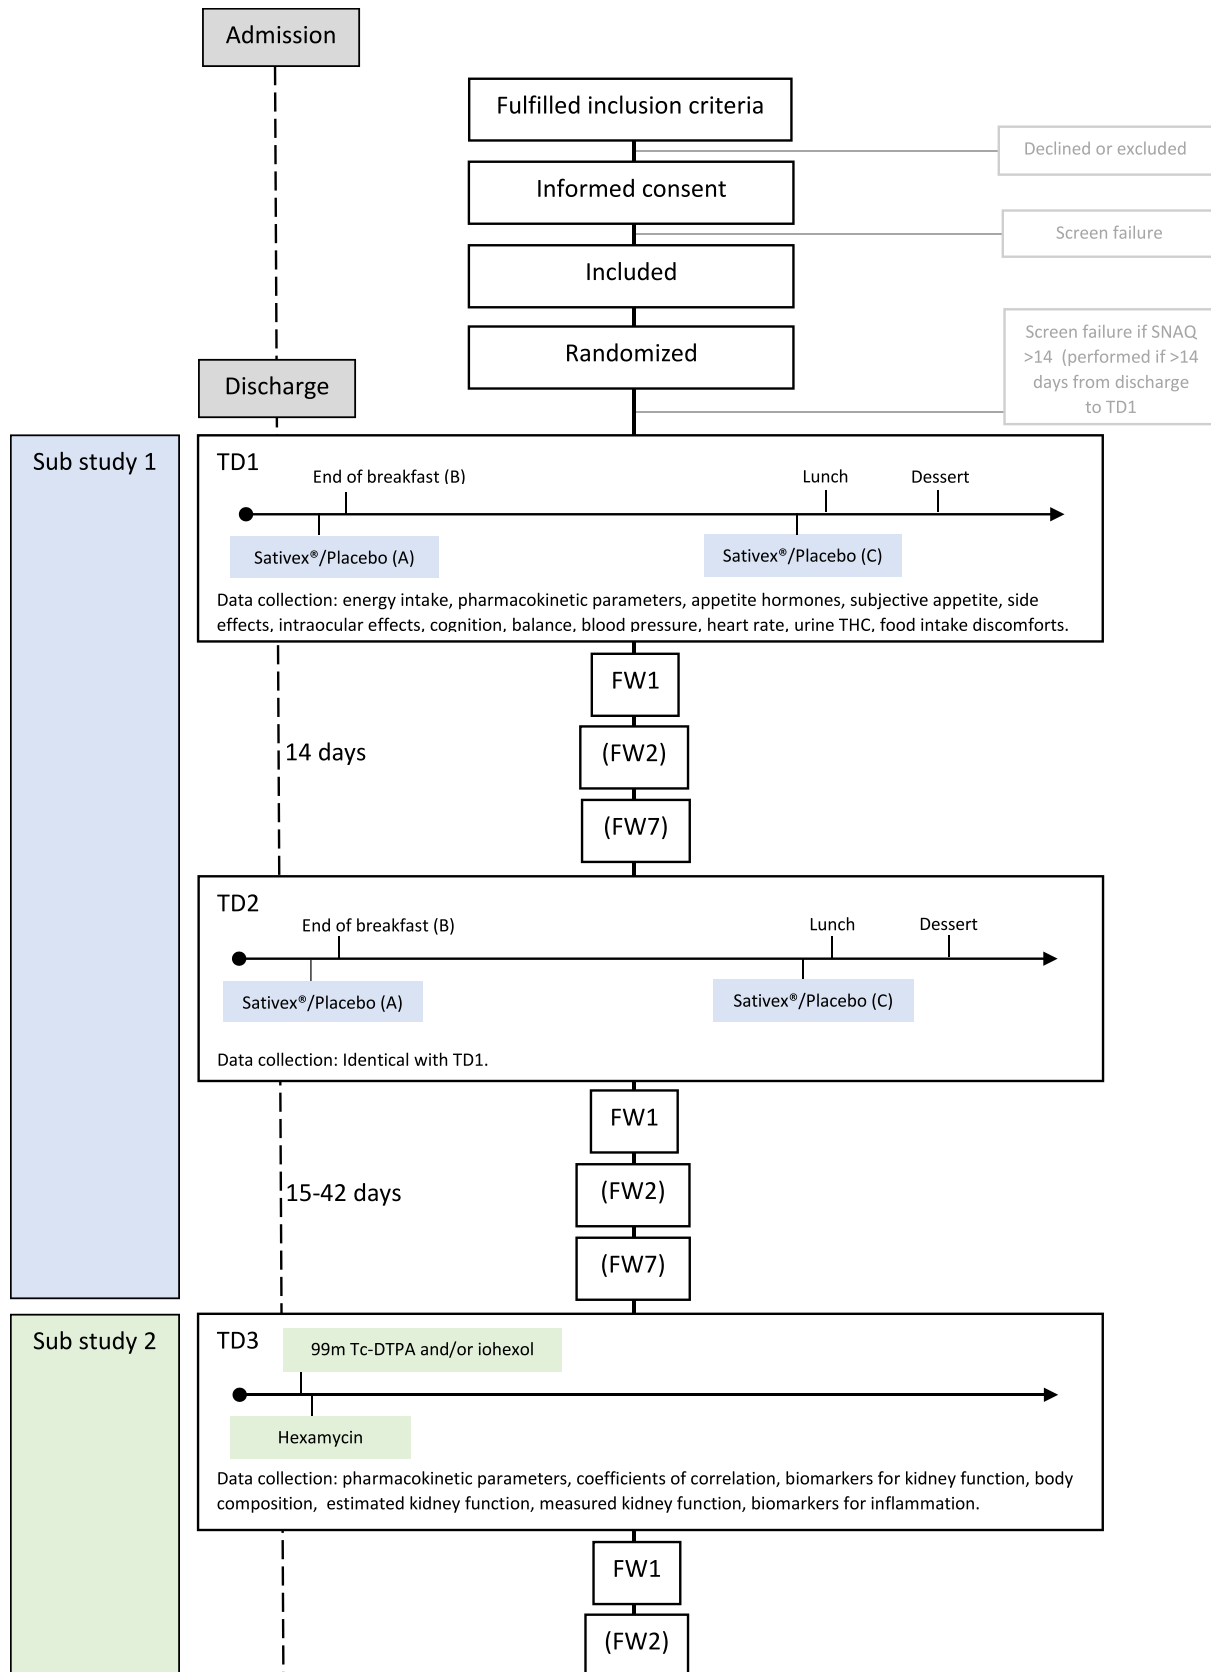 Admission
Fulfilled inclusion criteria
Declined or excluded
Informed consent
Screen failure
Included
Screen failure if SNAQ
>14 (performed if >14
days from discharge
to TD1
Randomized
Discharge
Sub study 1
TD1
End of breakfast (B)
Lunch
Dessert
Sativex®/Placebo (A)
Sativex®/Placebo (C)
Data collection: energy intake, pharmacokinetic parameters, appetite hormones, subjective appetite, side
effects, intraocular effects, cognition, balance, blood pressure, heart rate, urine THC, food intake discomforts.
FW1
14 days
(FW2)
(FW7)
TD2
End of breakfast (B)
Lunch
Dessert
Sativex®/Placebo (A)
Sativex®/Placebo (C)
Data collection: Identical with TD1.
FW1
15-42 days
(FW2)
(FW7)
Sub study 2
TD3
99m Tc-DTPA and/or iohexol
Hexamycin
Data collection: pharmacokinetic parameters, coefficients of correlation, biomarkers for kidney function, body
composition, estimated kidney function, measured kidney function, biomarkers for inflammation.
FW1
(FW2)